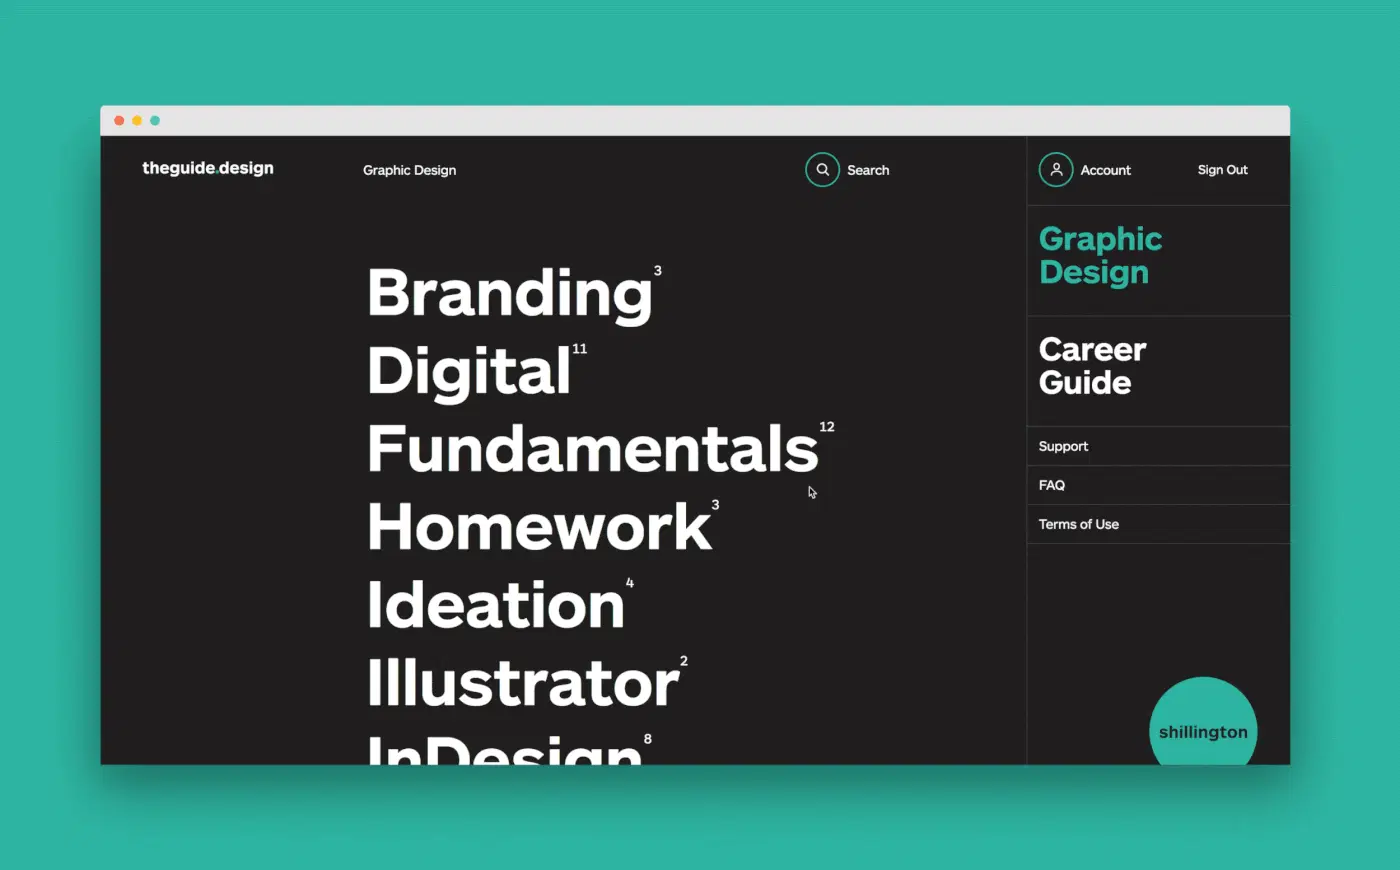 theguide.design
Graphic Design
Search
Account
Sign Out
Branding 3
Digital 11
Fundamentals 12
Homework 3
Ideation 4
Illustrator 2
InDesign 8
Graphic
Design
Career
Guide
Support
FAQ
Terms of Use
shillington